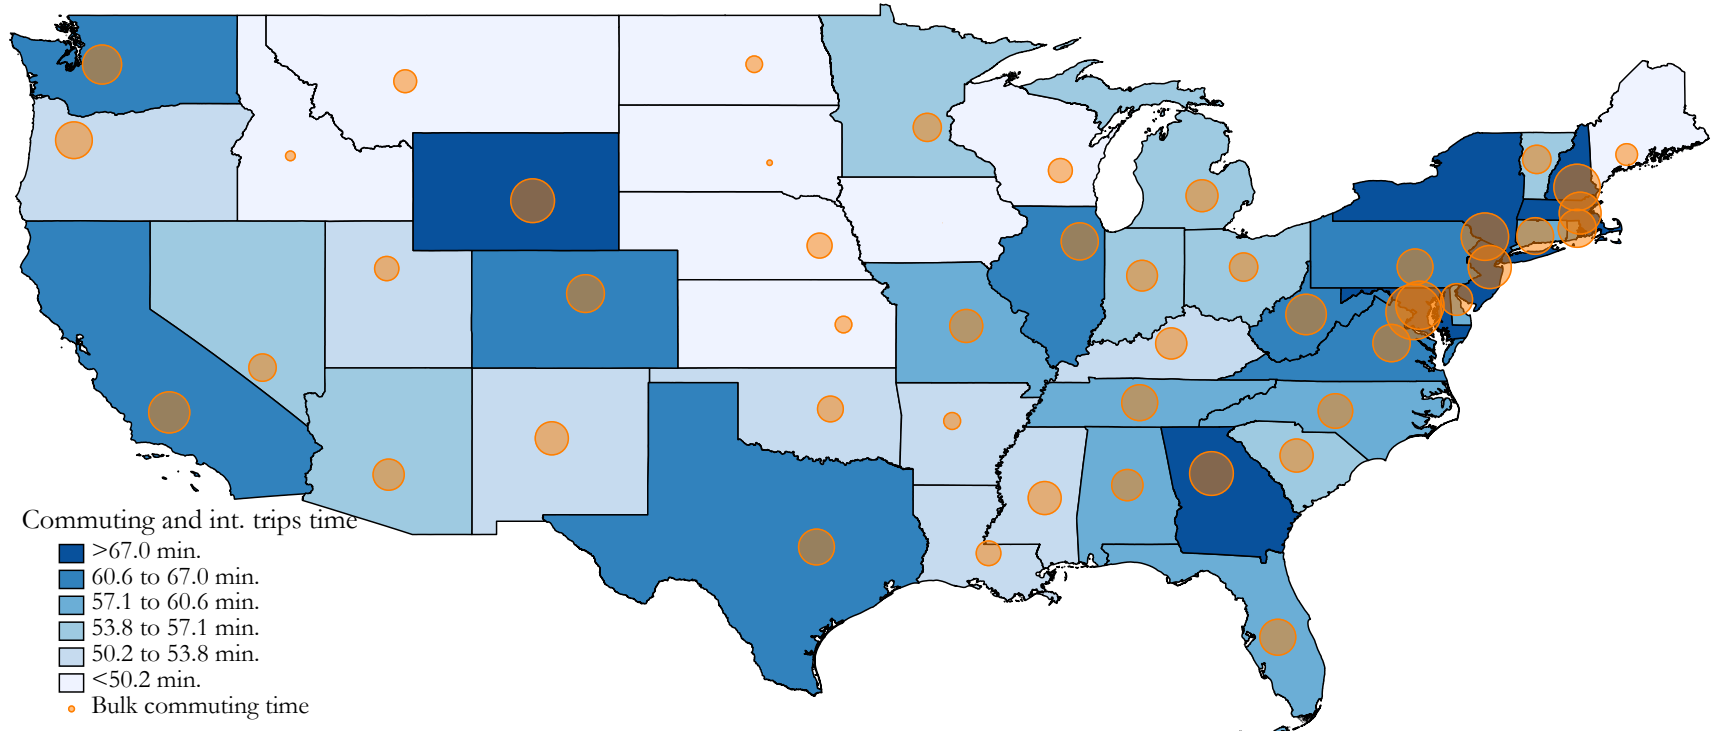 Commuting and int. trips time
>67.0 min.
60.6 to 67.0 min.
57.1 to 60.6 min.
53.8 to 57.1 min.
50.2 to 53.8 min.
<50.2 min.
Bulk commuting time